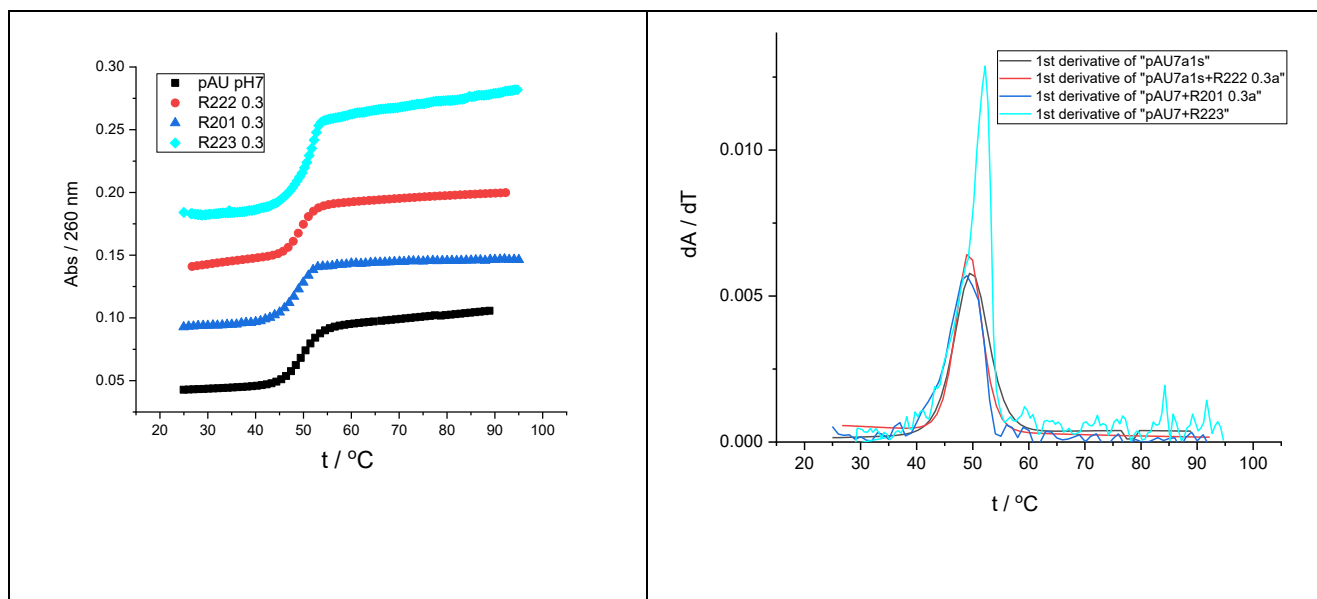 0.30
0.25
0.20
0.15
0.10
0.05
Abs / 260 nm
pAU pH7
R222 0.3
R201 0.3
R223 0.3
20 30 40 50 60 70 80 90 100
t / °C
0.010
0.005
0.000
dA / dT
1st derivative of "pAU7a1s"
1st derivative of "pAU7a1s+R222 0.3a"
1st derivative of "pAU7+R201 0.3a"
1st derivative of "pAU7+R223"
20 30 40 50 60 70 80 90 100
t / °C